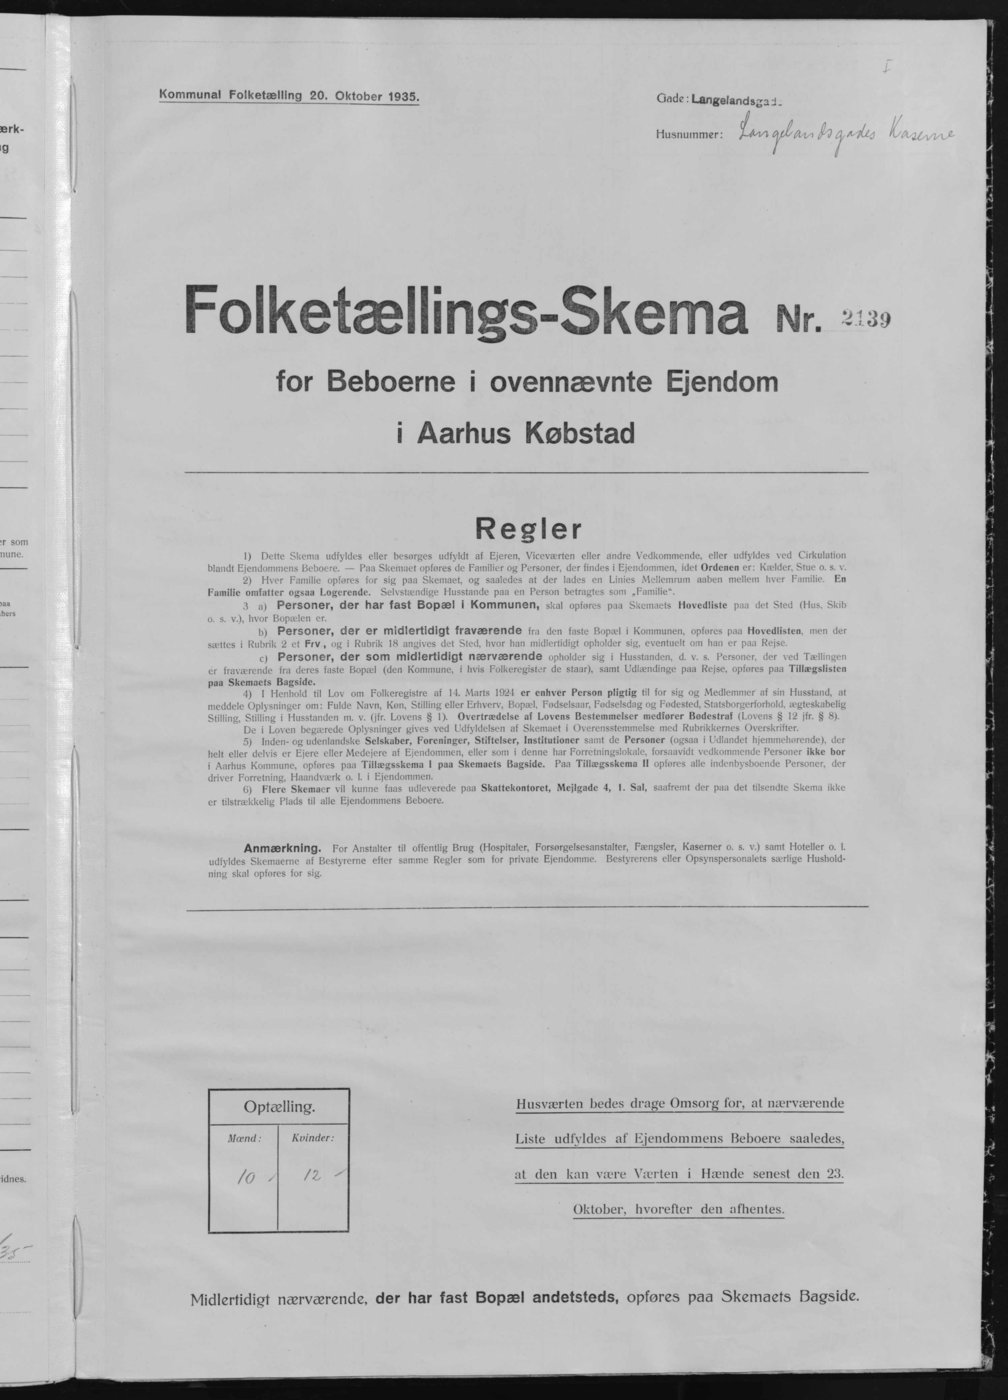 I
Kommunal Folketælling 20. Oktober 1935.
Gade: Langelandsgad.
Husnummer: Langelandsgades Kaserne
Folketællings-Skema Nr. 2139
for Beboerne i ovennævnte Ejendom
i Aarhus Købstad
Regler
1) Dette Skema udfyldes eller besørges udfyldt af Ejeren, Viceværten eller andre Vedkommende, eller udfyldes ved Cirkulation
blandt Ejendommens Beboere. — Paa Skemaet opføres de Familier og Personer, der findes i Ejendommen, idet Ordenen er: Kælder, Stue o. s. v.
2) Hver Familie opføres for sig paa Skemaet, og saaledes at der lades en Linies Mellemrum aaben mellem hver Familie. En
Familie omfatter ogsaa Logerende. Selvstændige Husstande paa en Person betragtes som „Familie“.
3 a) Personer, der har fast Bopæl i Kommunen, skal opføres paa Skemaets Hovedliste paa det Sted (Hus, Skib
o. s. v.), hvor Bopælen er.
b) Personer, der er midlertidigt fraværende fra den faste Bopæl i Kommunen, opføres paa Hovedlisten, men der
sættes i Rubrik 2 et Frv., og i Rubrik 18 angives det Sted, hvor han midlertidigt opholder sig, eventuelt om han er paa Rejse.
c) Personer, der som midlertidigt nærværende opholder sig i Husstanden, d. v. s. Personer, der ved Tællingen
er fraværende fra deres faste Bopæl (den Kommune, i hvis Folkeregister de staar), samt Udlændinge paa Rejse, opføres paa Tillægslisten
paa Skemaets Bagside.
4) I Henhold til Lov om Folkeregistre af 14. Marts 1924 er enhver Person pligtig til for sig og Medlemmer af sin Husstand, at
meddele Oplysninger om: Fulde Navn, Køn, Stilling eller Erhverv, Bopæl, Fødselsaar, Fødselsdag og Fødested, Statsborgerforhold, ægteskabelig
Stilling, Stilling i Husstanden m. v. (jfr. Lovens § 1). Overtrædelse af Lovens Bestemmelser medfører Bødestraf (Lovens § 12 jfr. § 8).
De i Loven begærede Oplysninger gives ved Udfyldelsen af Skemaet i Overensstemmelse med Rubrikkernes Overskrifter.
5) Inden- og udenlandske Selskaber, Foreninger, Stiftelser, Institutioner samt de Personer (ogsaa i Udlandet hjemmehørende), der
helt eller delvis er Ejere eller Medejere af Ejendommen, eller som i denne har Forretningslokale, forsaavidt vedkommende Personer ikke bor
i Aarhus Kommune, opføres paa Tillægsskema I paa Skemaets Bagside. Paa Tillægsskema II opføres alle indenbysboende Personer, der
driver Forretning, Haandværk o. l. i Ejendommen.
6) Flere Skemaer vil kunne faas udleverede paa Skattekontoret, Mejlgade 4, 1. Sal, saafremt der paa det tilsendte Skema ikke
er tilstrækkelig Plads til alle Ejendommens Beboere.
Anmærkning. For Anstalter til offentlig Brug (Hospitaler, Forsørgelsesanstalter, Fængsler, Kaserner o. s. v.) samt Hoteller o. l.
udfyldes Skemaerne af Bestyrerne efter samme Regler som for private Ejendomme. Bestyrerens eller Opsynspersonalets særlige Hushold-
ning skal opføres for sig.
Optælling.
Mænd: Kvinder:
10 12
Husværten bedes drage Omsorg for, at nærværende
Liste udfyldes af Ejendommens Beboere saaledes,
at den kan være Værten i Hænde senest den 23.
Oktober, hvorefter den afhentes.
Midlertidigt nærværende, der har fast Bopæl andetsteds, opføres paa Skemaets Bagside.